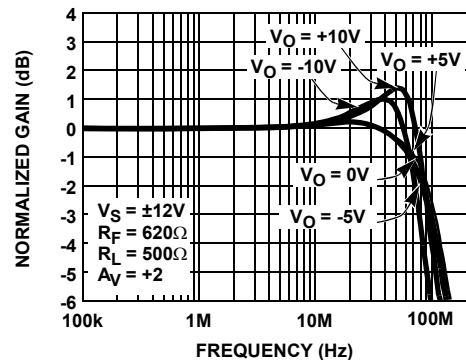 4
3
2
1
0
-1
-2
-3
-4
-5
-6
NORMALIZED GAIN (dB)
V_O = +10V
V_O = -10V
V_O = +5V
V_O = 0V
V_O = -5V
V_S = ±12V
R_F = 620Ω
R_L = 500Ω
A_V = +2
100k 1M 10M 100M
FREQUENCY (Hz)